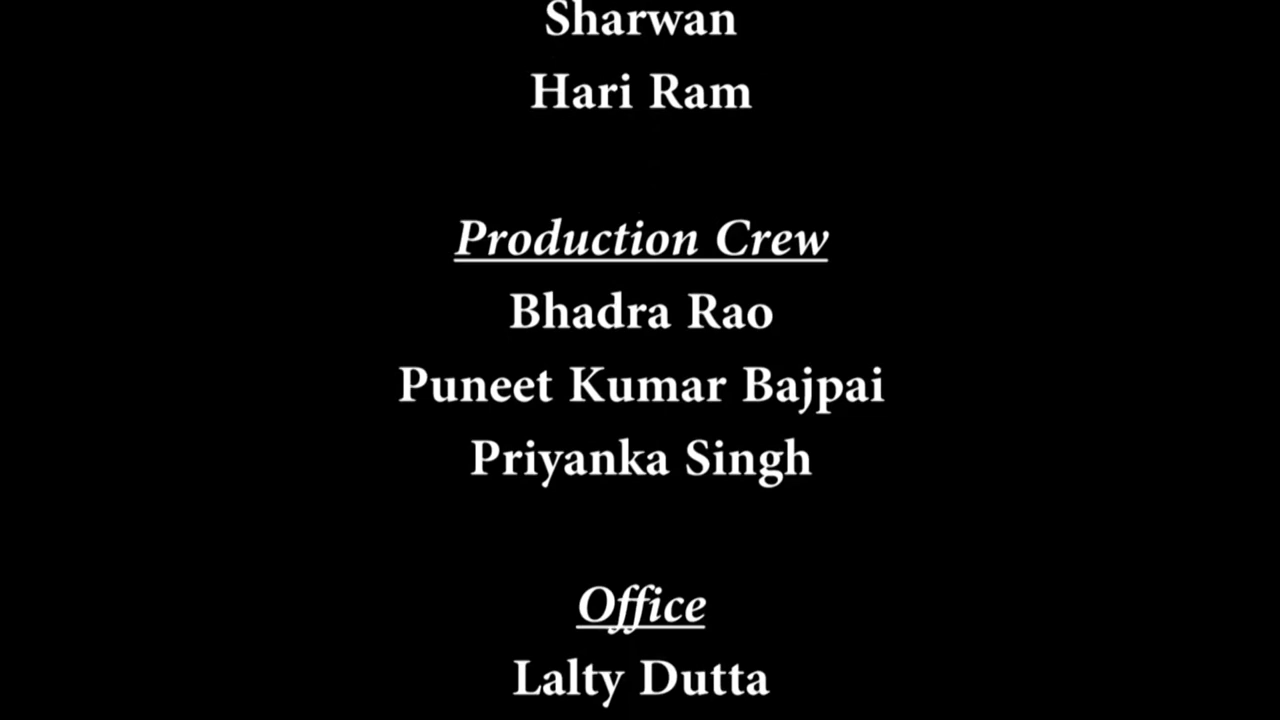 Sharwan
Hari Ram
Production Crew
Bhadra Rao
Puneet Kumar Bajpai
Priyanka Singh
Office
Lalty Dutta